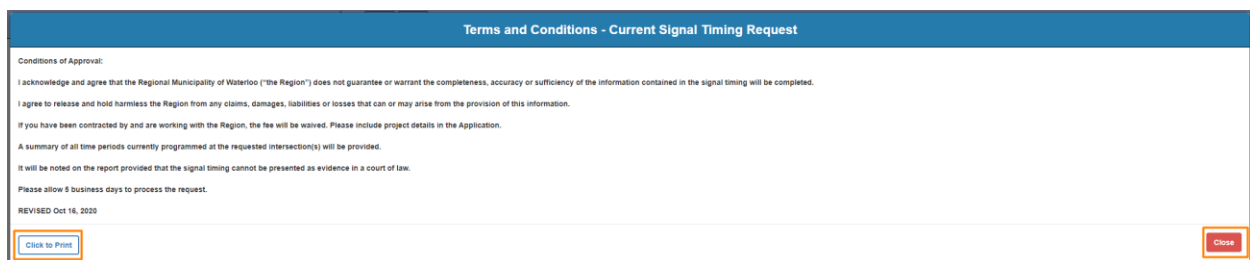 Terms and Conditions - Current Signal Timing Request
Conditions of Approval:
I acknowledge and agree that the Regional Municipality of Waterloo ("the Region") does not guarantee or warrant the completeness, accuracy or sufficiency of the information contained in the signal timing will be completed.
I agree to release and hold harmless the Region from any claims, damages, liabilities or losses that can or may arise from the provision of this information.
If you have been contracted by and are working with the Region, the fee will be waived. Please include project details in the Application.
A summary of all time periods currently programmed at the requested intersection(s) will be provided.
It will be noted on the report provided that the signal timing cannot be presented as evidence in a court of law.
Please allow 5 business days to process the request.
REVISED Oct 16, 2020
Click to Print
Close